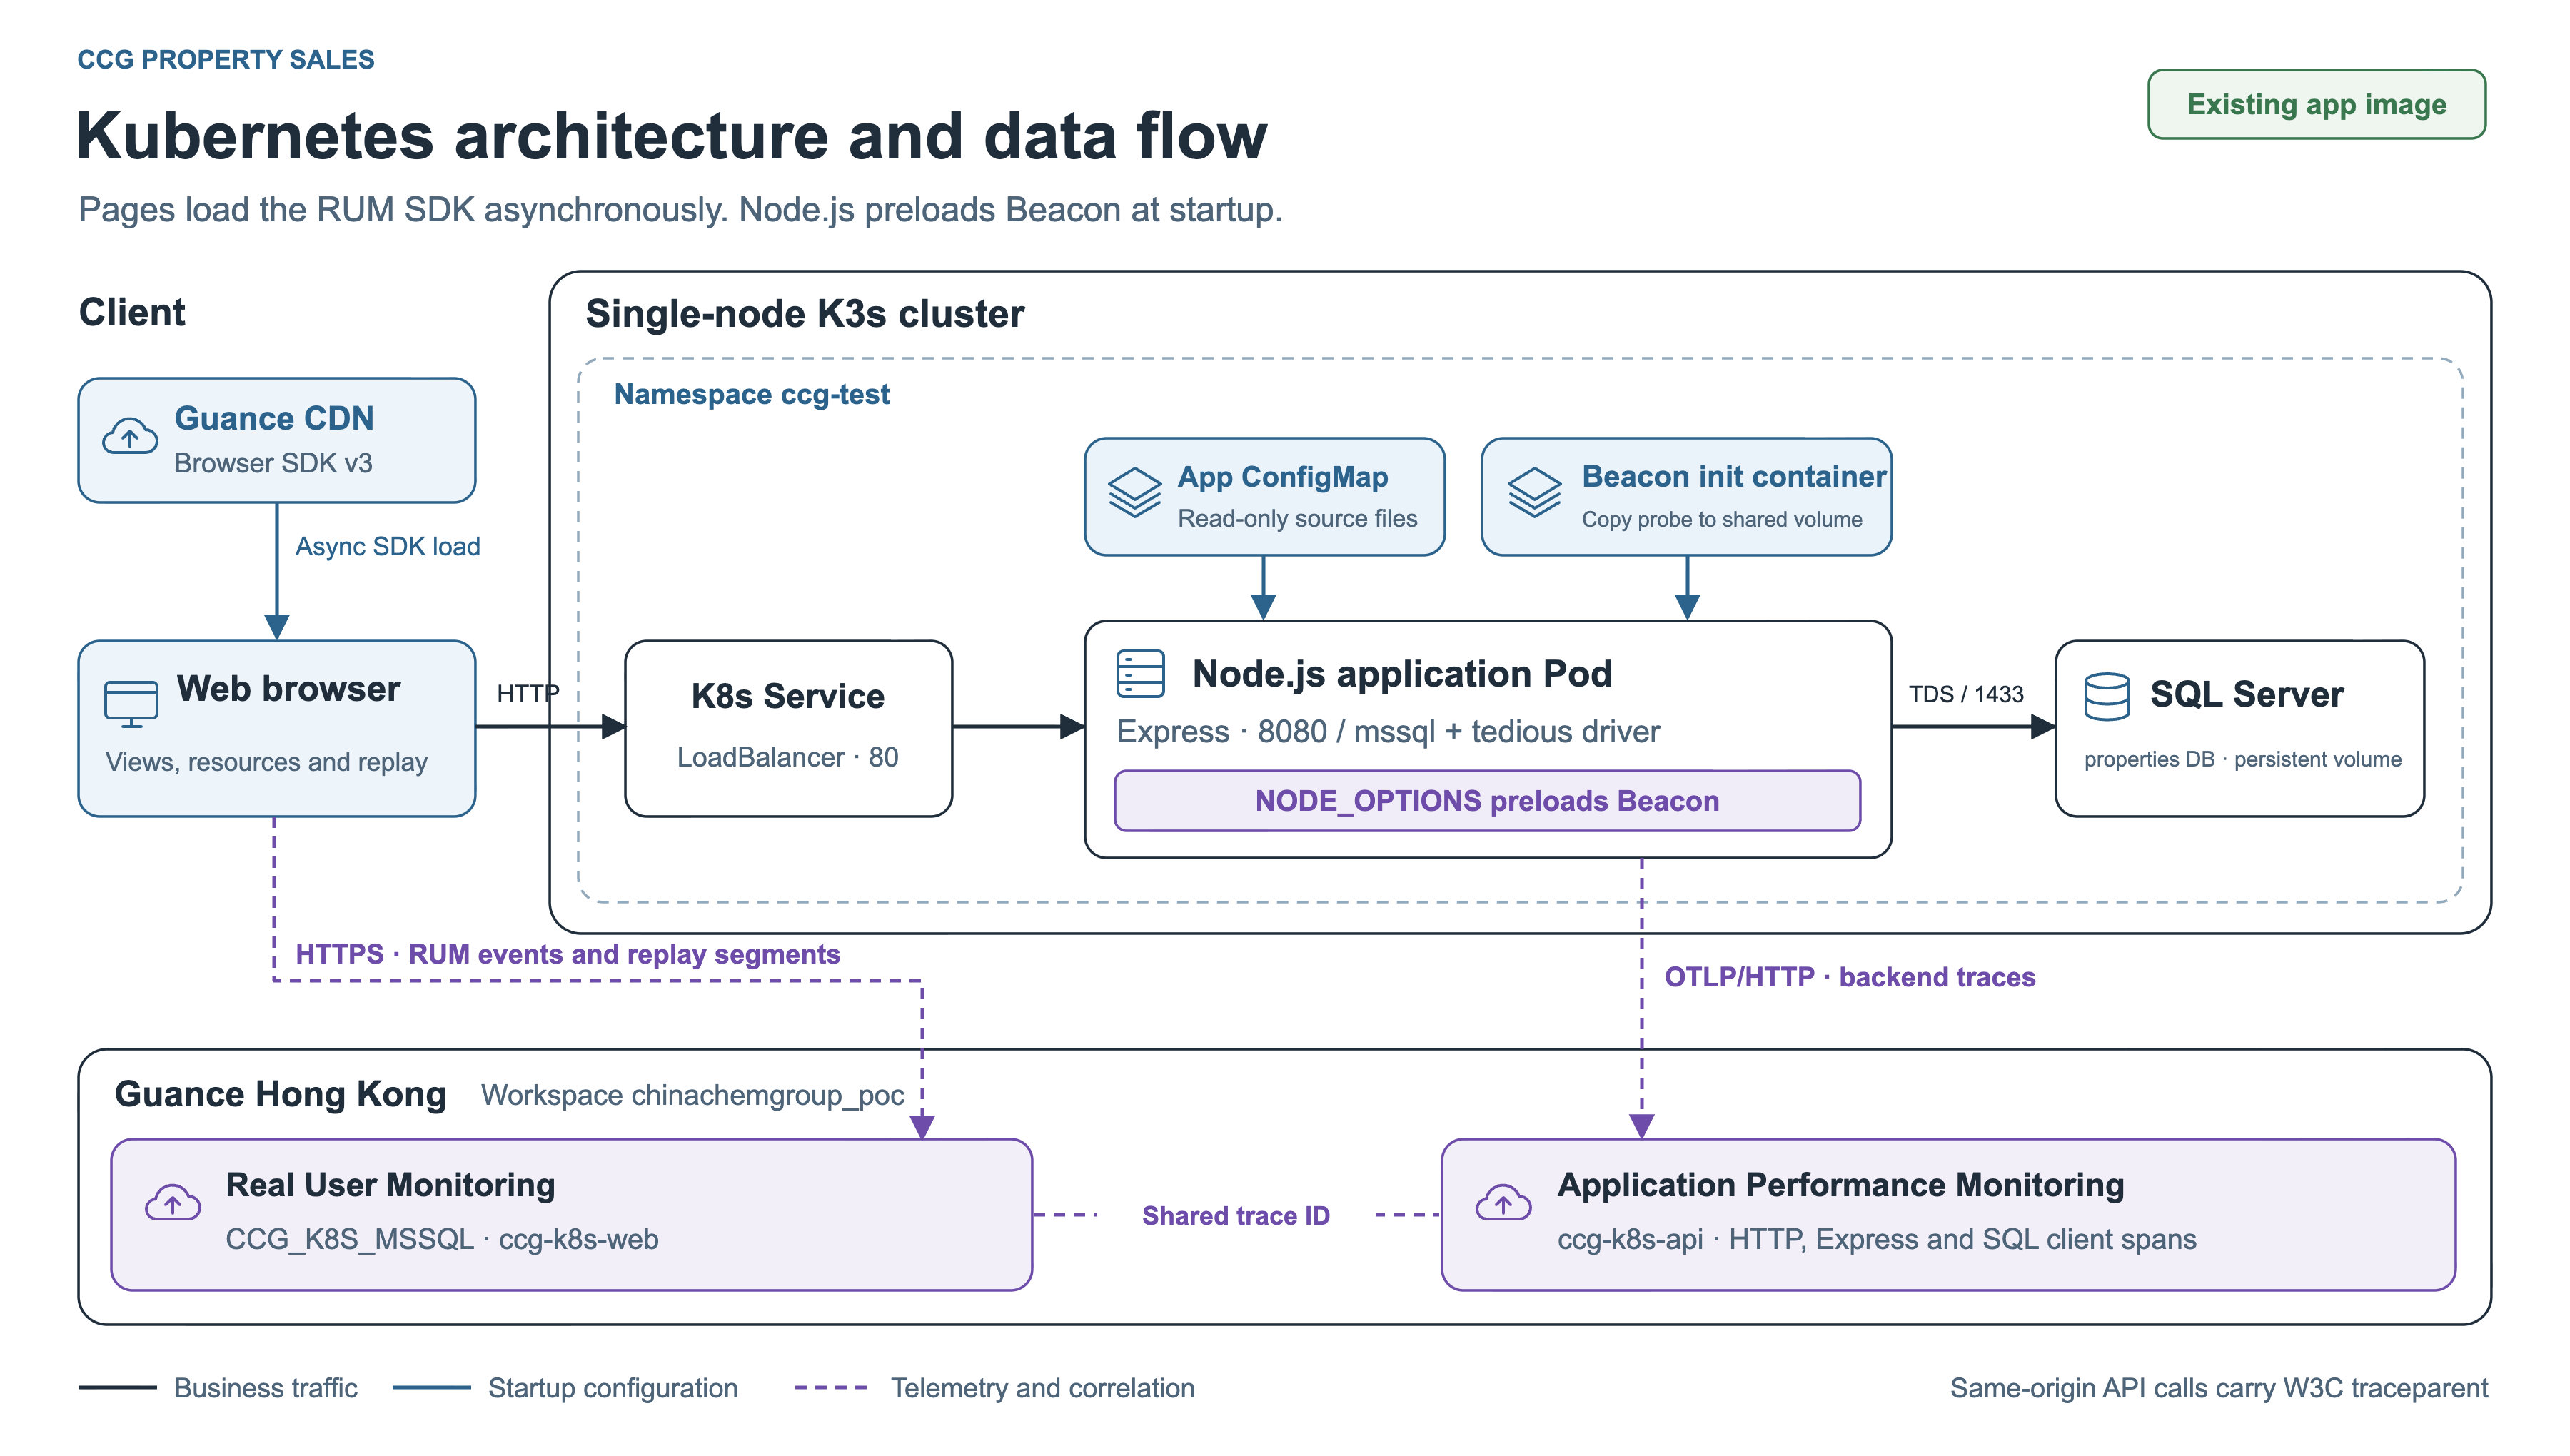 CCG PROPERTY SALES
Existing app image
Kubernetes architecture and data flow
Pages load the RUM SDK asynchronously. Node.js preloads Beacon at startup.
Client
Single-node K3s cluster
Namespace ccg-test
Guance CDN
Browser SDK v3
App ConfigMap
Read-only source files
Beacon init container
Copy probe to shared volume
Async SDK load
Web browser
Views, resources and replay
HTTP
K8s Service
LoadBalancer · 80
Node.js application Pod
Express · 8080 / mssql + tedious driver
NODE_OPTIONS preloads Beacon
TDS / 1433
SQL Server
properties DB · persistent volume
HTTPS · RUM events and replay segments
OTLP/HTTP · backend traces
Guance Hong Kong
Workspace chinachemgroup_poc
Real User Monitoring
CCG_K8S_MSSQL · ccg-k8s-web
Shared trace ID
Application Performance Monitoring
ccg-k8s-api · HTTP, Express and SQL client spans
Business traffic
Startup configuration
Telemetry and correlation
Same-origin API calls carry W3C traceparent